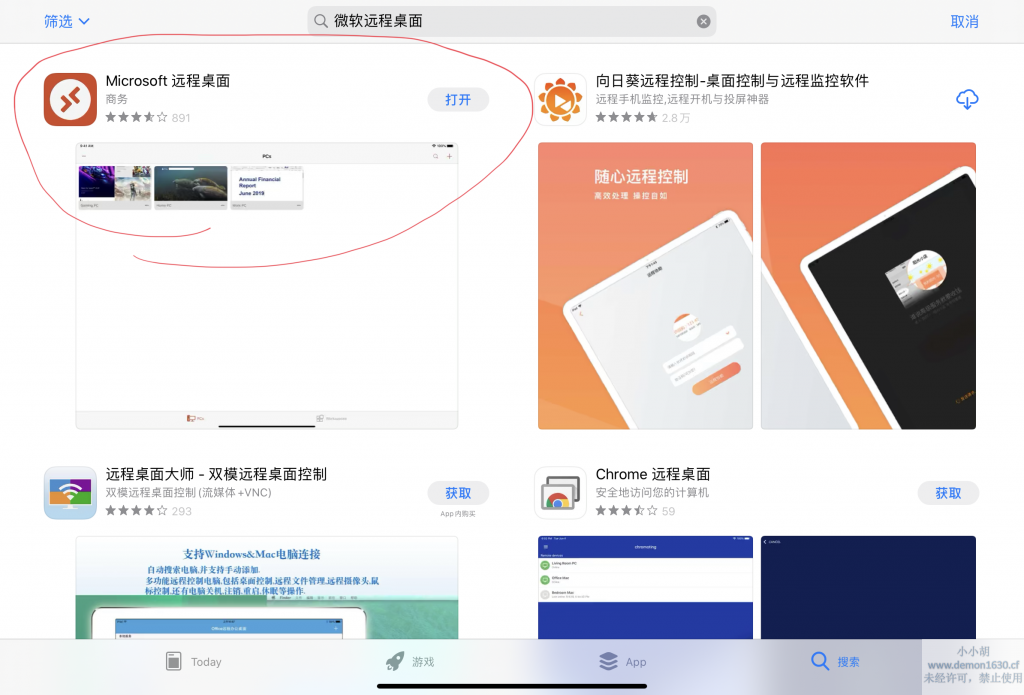 筛选
微软远程桌面
取消
Microsoft 远程桌面
商务
891
打开
PCs
Annual Financial
Report
June 2019
向日葵远程控制-桌面控制与远程监控软件
远程手机监控,远程开机与投屏神器
2.8万
随心远程控制
高效处理 操控自如
远程桌面大师 - 双模远程桌面控制
双模远程桌面控制(流媒体+VNC)
293
获取
App内购买
支持Windows&Mac电脑连接
自动搜索电脑,并支持手动添加.
多功能远程控制电脑,包括桌面控制,远程文件管理,远程摄像头,鼠
标控制,还有电脑关机,注销,重启,休眠等操作.
Chrome 远程桌面
安全地访问您的计算机
59
获取
chromoting
Living Room PC
Office Mac
Bedroom Mac
Today
游戏
App
搜索
小小胡
www.demon1630.cf
未经许可，禁止使用